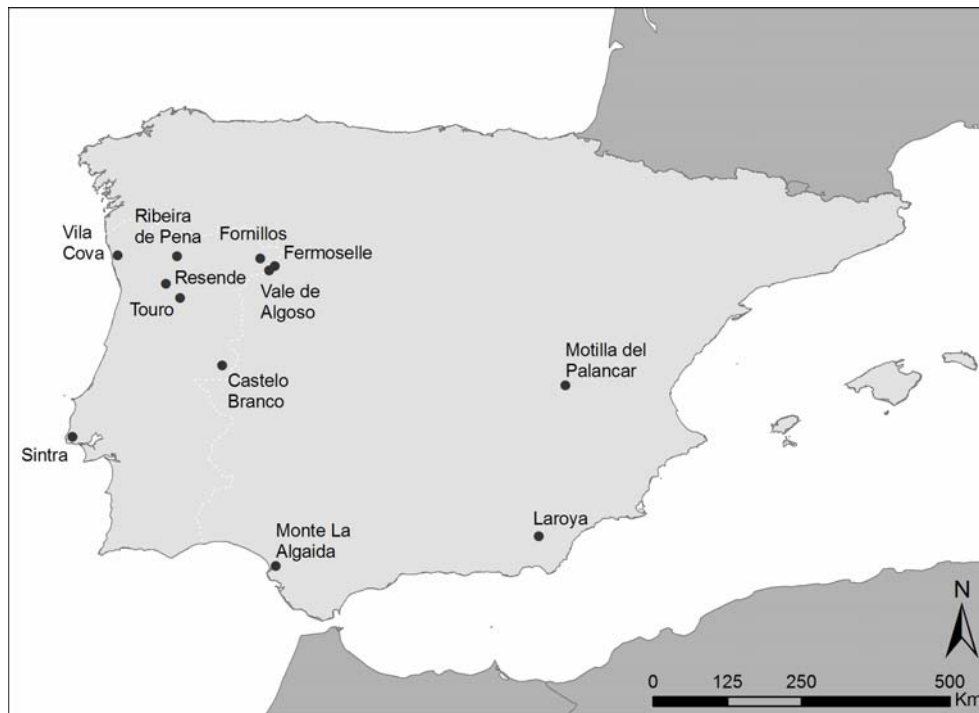 Ribeira
de Pena
Vila
Cova
Fornillos
Fermoselle
Resende
Vale de
Algoso
Touro
Motilla del
Palancar
Castelo
Branco
Sintra
Monte La
Algaida
Laroya
N
0 125 250 500
Km